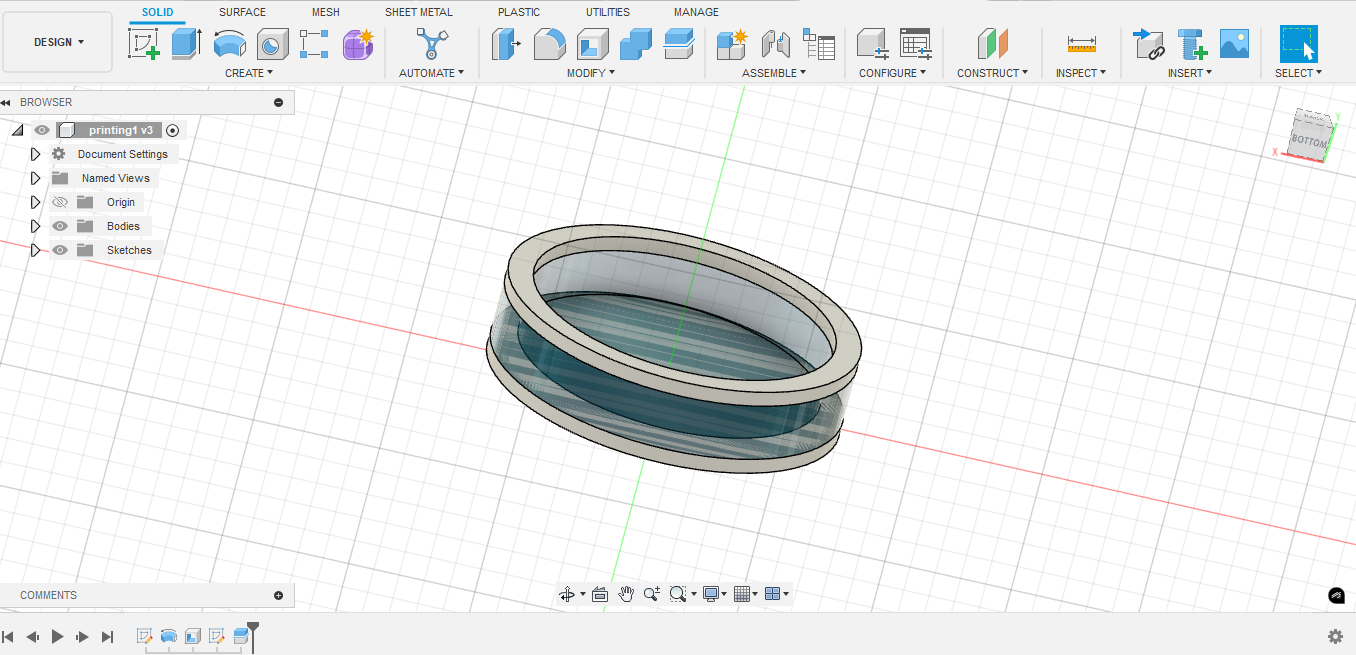 SOLID SURFACE MESH SHEET METAL PLASTIC UTILITIES MANAGE
DESIGN
CREATE AUTOMATE MODIFY ASSEMBLE CONFIGURE CONSTRUCT INSPECT INSERT SELECT
BROWSER
printing1 v3
Document Settings
Named Views
Origin
Bodies
Sketches
Y
BOTTOM
X
COMMENTS